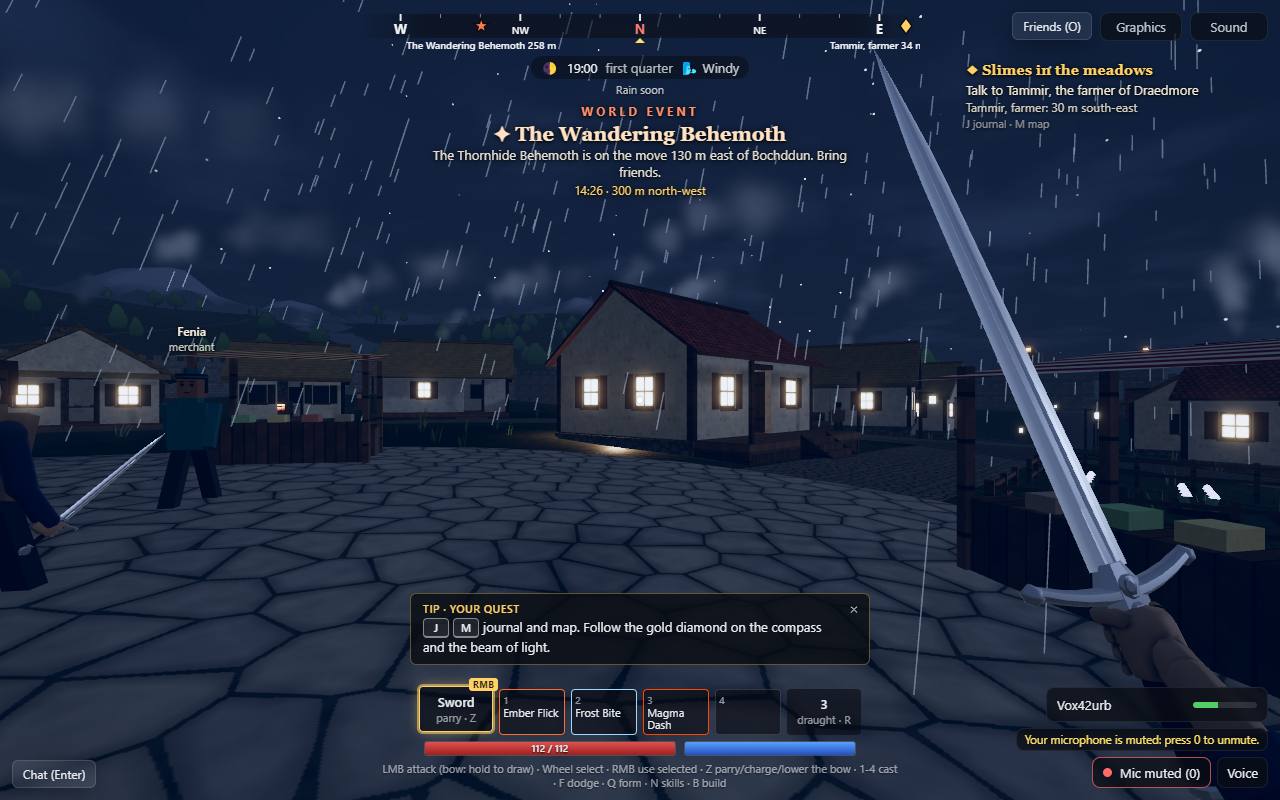 W NW N NE E
The Wandering Behemoth 258 m
Tammir, farmer 34 m
Friends (O) Graphics Sound
19:00 first quarter Windy
Rain soon
WORLD EVENT
The Wandering Behemoth
The Thornhide Behemoth is on the move 130 m east of Bochddun. Bring
friends.
14:26 · 300 m north-west
Slimes in the meadows
Talk to Tammir, the farmer of Draedmore
Tammir, farmer: 30 m south-east
J journal · M map
Fenia
merchant
TIP · YOUR QUEST ×
J M journal and map. Follow the gold diamond on the compass
and the beam of light.
RMB
Sword
parry · Z
1
Ember Flick
2
Frost Bite
3
Magma
Dash
4
3
draught · R
112 / 112
LMB attack (bow: hold to draw) · Wheel select · RMB use selected · Z parry/charge/lower the bow · 1-4 cast
· F dodge · Q form · N skills · B build
Chat (Enter)
Vox42urb
Your microphone is muted: press 0 to unmute.
Mic muted (0) Voice